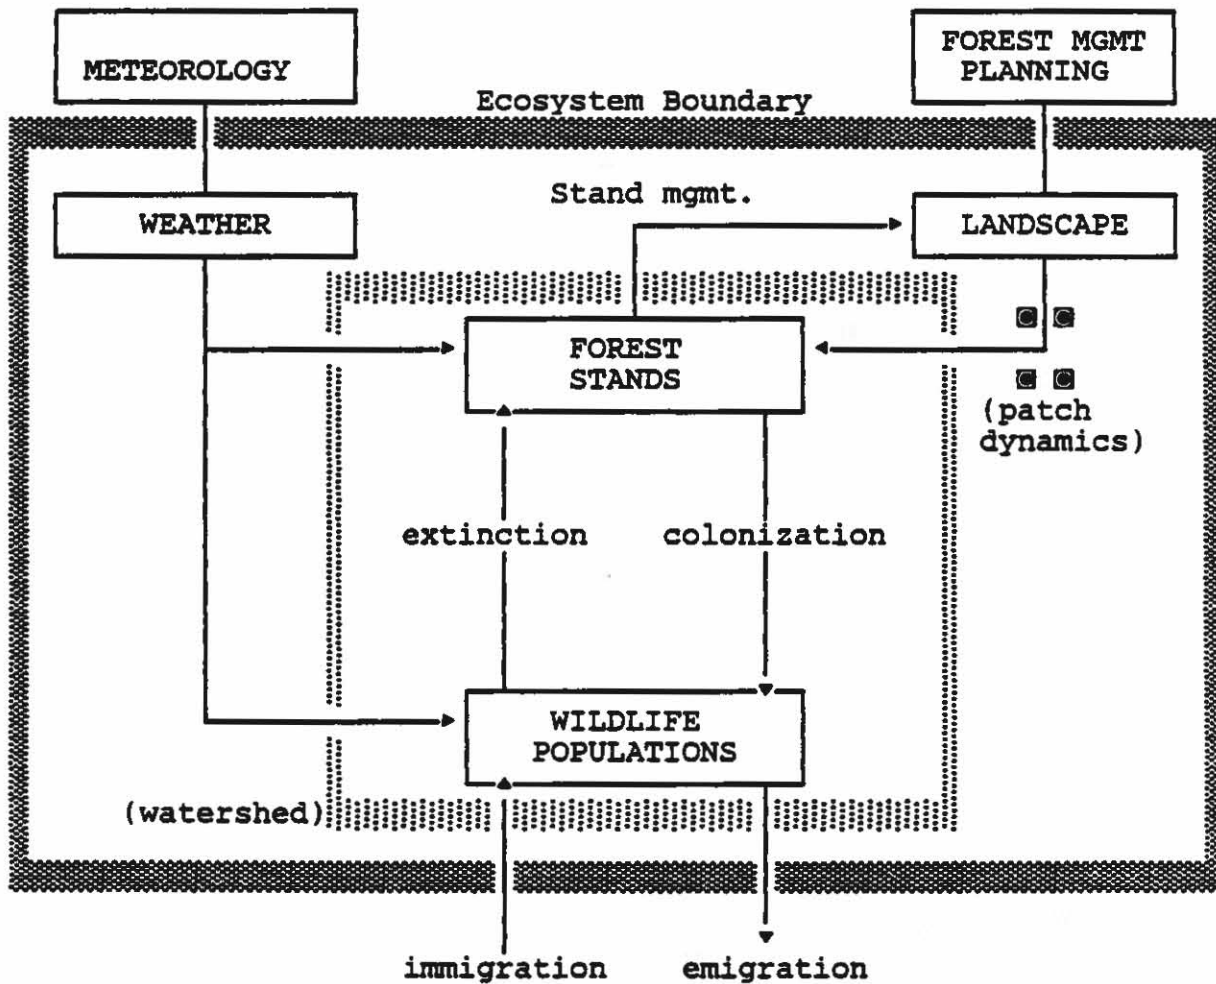 METEOROLOGY
FOREST MGMT
PLANNING
Ecosystem Boundary
Stand mgmt.
WEATHER
LANDSCAPE
C C
FOREST
STANDS
C C
(patch
dynamics)
extinction
colonization
WILDLIFE
POPULATIONS
(watershed)
immigration
emigration